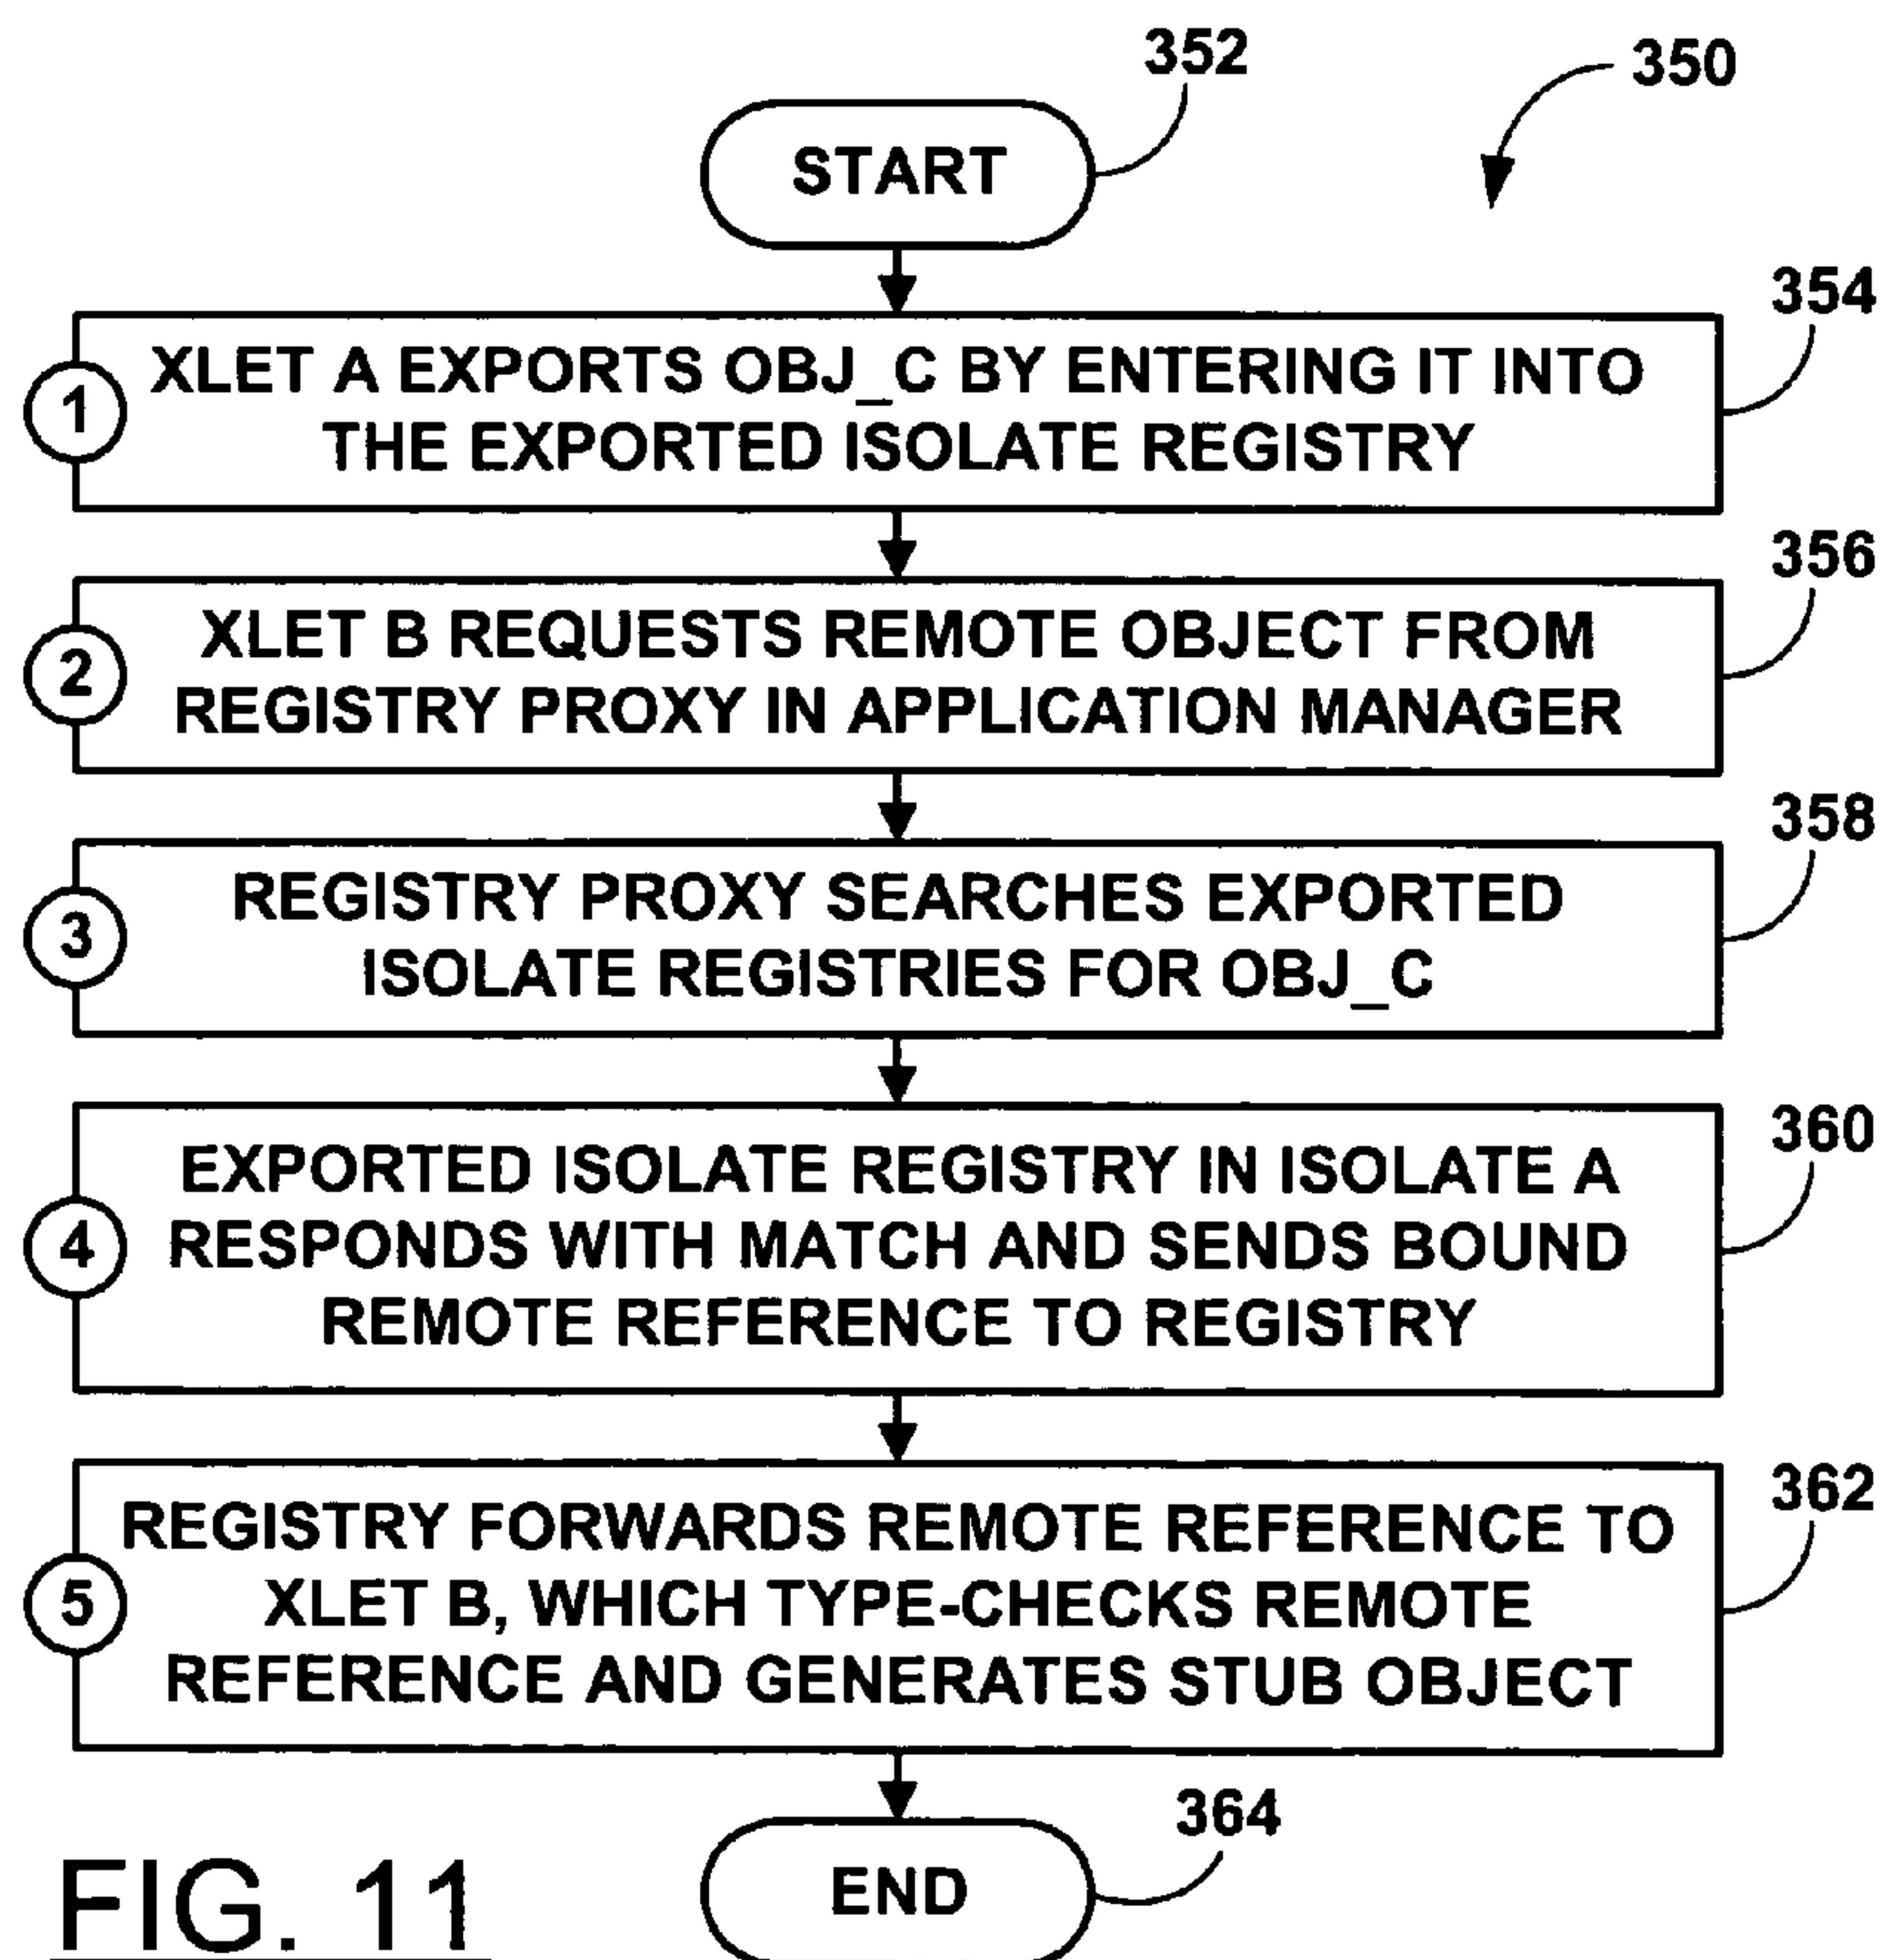 352
350
START
354
1
XLET A EXPORTS OBJ_C BY ENTERING IT INTO
THE EXPORTED ISOLATE REGISTRY
356
2
XLET B REQUESTS REMOTE OBJECT FROM
REGISTRY PROXY IN APPLICATION MANAGER
358
3
REGISTRY PROXY SEARCHES EXPORTED
ISOLATE REGISTRIES FOR OBJ_C
360
4
EXPORTED ISOLATE REGISTRY IN ISOLATE A
RESPONDS WITH MATCH AND SENDS BOUND
REMOTE REFERENCE TO REGISTRY
362
5
REGISTRY FORWARDS REMOTE REFERENCE TO
XLET B, WHICH TYPE-CHECKS REMOTE
REFERENCE AND GENERATES STUB OBJECT
364
END
FIG. 11